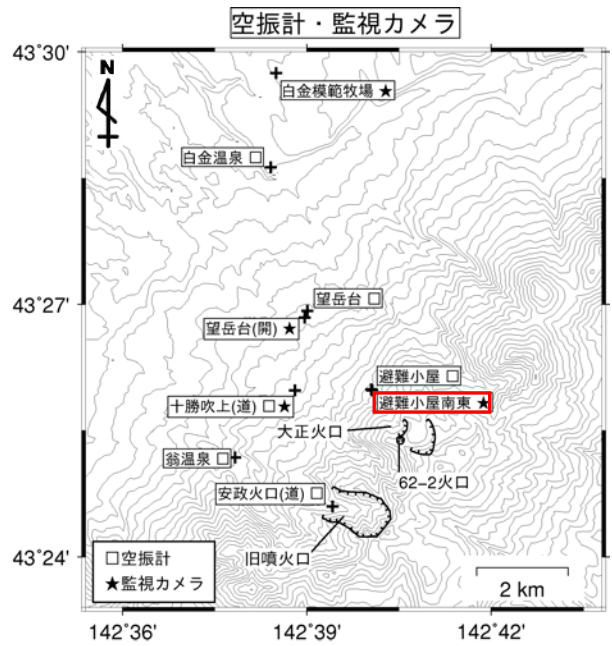 空振計・監視カメラ
43°30'
N
白金模範牧場 ★
白金温泉 □
43°27'
望岳台 □
望岳台(開) ★
避難小屋 □
避難小屋南東 ★
十勝吹上(道) □★
大正火口
翁温泉 □
62-2火口
安政火口(道) □
旧噴火口
43°24'
□空振計
★監視カメラ
2 km
142°36'
142°39'
142°42'